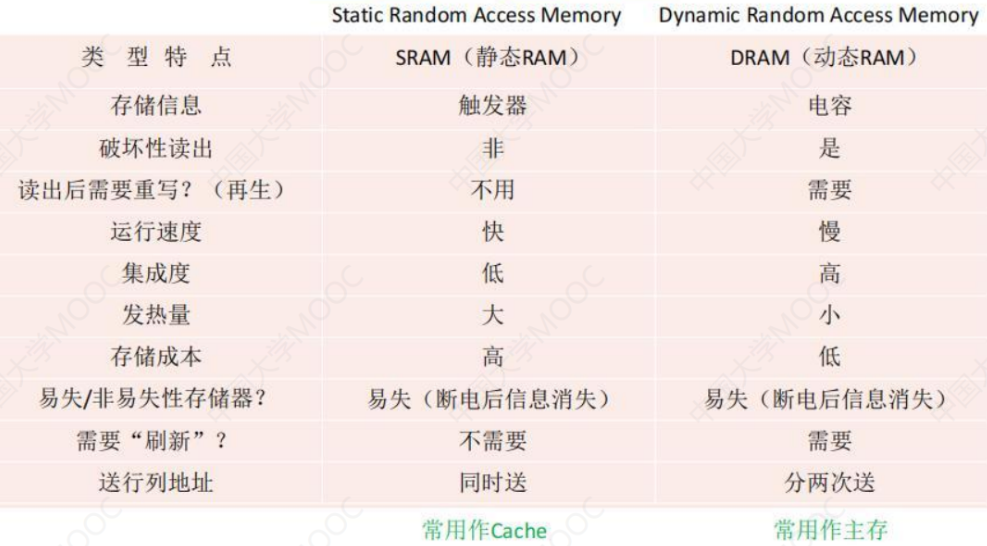 Static Random Access Memory Dynamic Random Access Memory
类 型 特 点 SRAM（静态RAM） DRAM（动态RAM）
存储信息 触发器 电容
破坏性读出 非 是
读出后需要重写？（再生） 不用 需要
运行速度 快 慢
集成度 低 高
发热量 大 小
存储成本 高 低
易失/非易失性存储器？ 易失（断电后信息消失） 易失（断电后信息消失）
需要“刷新”？ 不需要 需要
送行列地址 同时送 分两次送
常用作Cache 常用作主存
中国大学MOOC